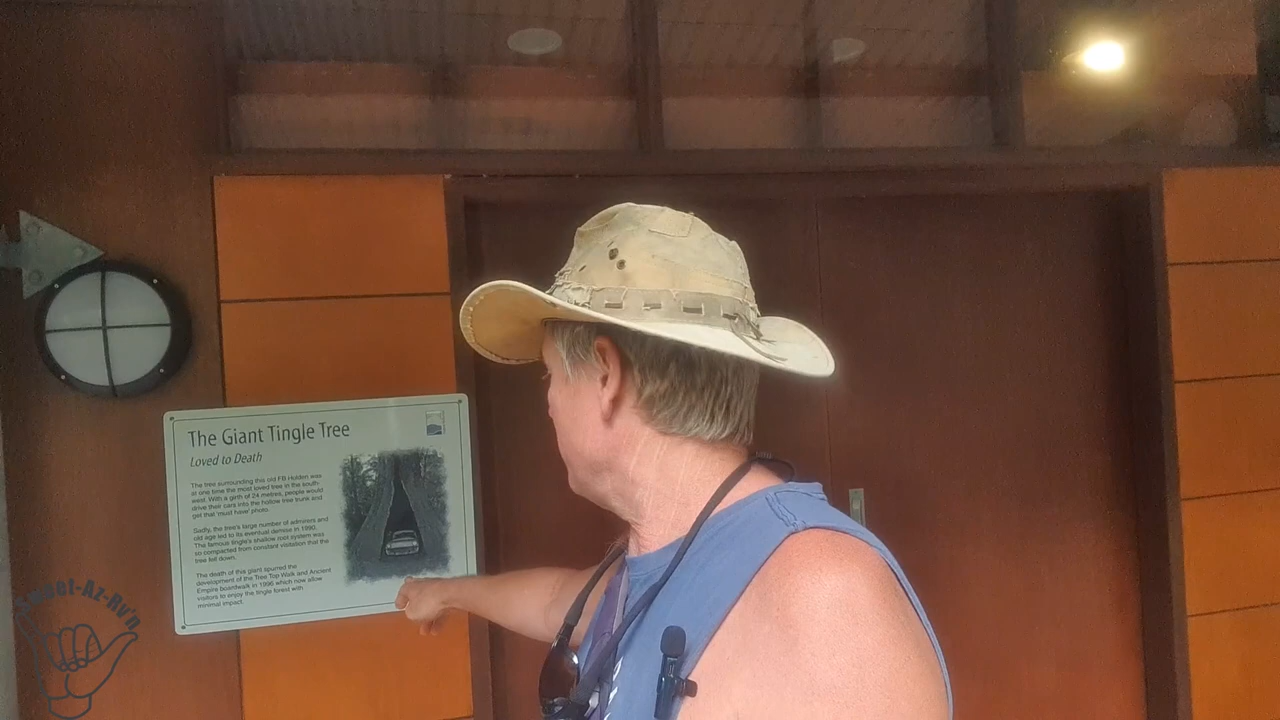 The Giant Tingle Tree
Loved to Death
The tree surrounding this old FB Holden was
at one time the most loved tree in the south-
west. With a girth of 24 metres, people would
drive their cars into the hollow tree trunk and
get that 'must have' photo.
Sadly, the tree's large number of admirers and
old age led to its eventual demise in 1990.
The famous tingle's shallow root system was
so compacted from constant visitation that the
tree fell down.
The death of this giant spurred the
development of the Tree Top Walk and Ancient
Empire boardwalk in 1996 which now allow
visitors to enjoy the tingle forest with
minimal impact.
Sweet-Az-Rv'n